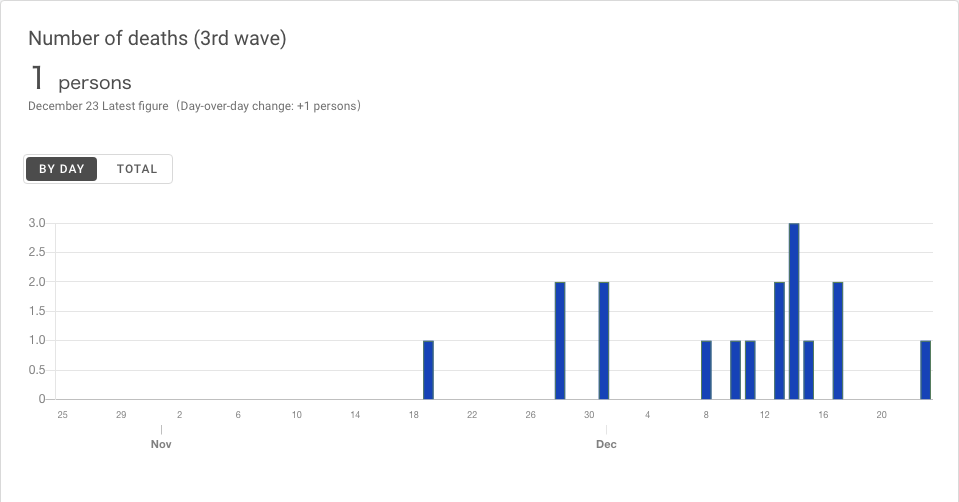 Number of deaths (3rd wave)
1 persons
December 23 Latest figure（Day-over-day change: +1 persons）
BY DAY TOTAL
3.0
2.5
2.0
1.5
1.0
0.5
0
25 29 2 6 10 14 18 22 26 30 4 8 12 16 20
Nov Dec